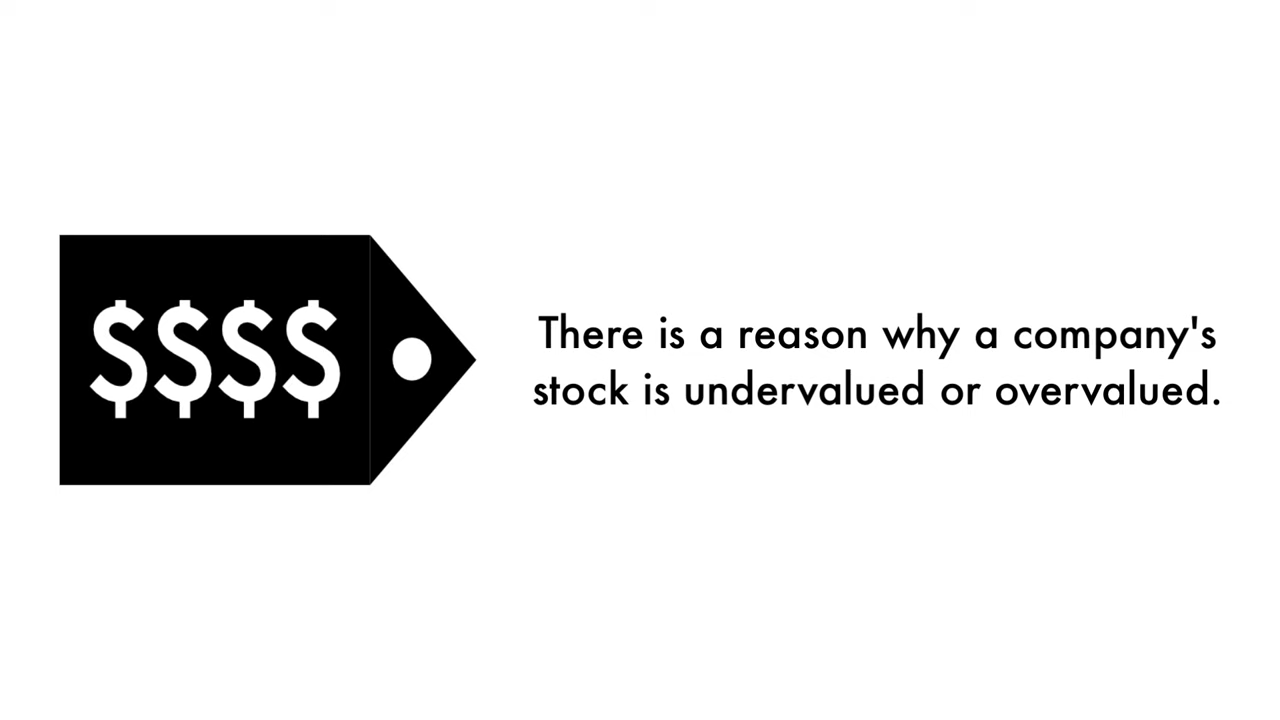 $$$$
There is a reason why a company's
stock is undervalued or overvalued.